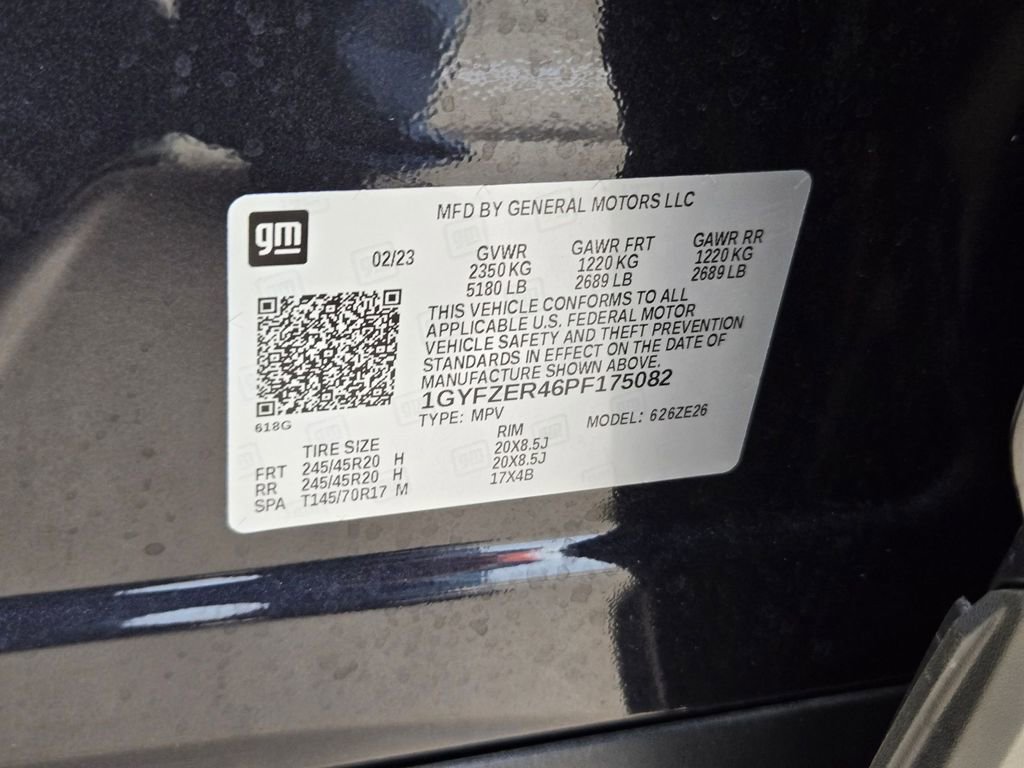 gm
MFD BY GENERAL MOTORS LLC
02/23
GVWR GAWR FRT GAWR RR
2350 KG 1220 KG 1220 KG
5180 LB 2689 LB 2689 LB
THIS VEHICLE CONFORMS TO ALL
APPLICABLE U.S. FEDERAL MOTOR
VEHICLE SAFETY AND THEFT PREVENTION
STANDARDS IN EFFECT ON THE DATE OF
MANUFACTURE SHOWN ABOVE.
1GYFZER46PF175082
TYPE: MPV MODEL: 626ZE26
618G
TIRE SIZE RIM
FRT 245/45R20 H 20X8.5J
RR 245/45R20 H 20X8.5J
SPA T145/70R17 M 17X4B